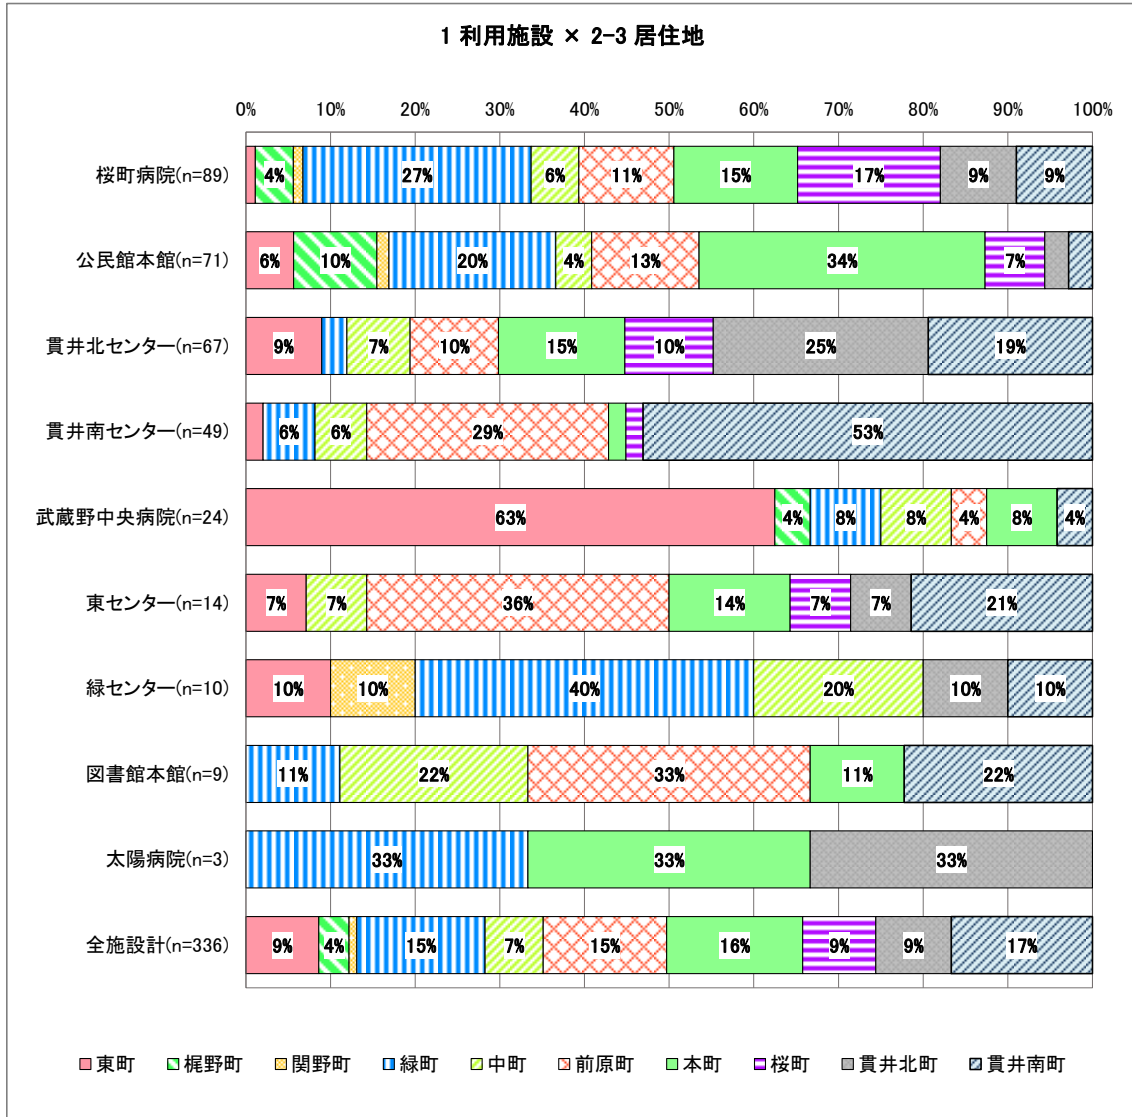 1 利用施設 × 2-3 居住地
0% 10% 20% 30% 40% 50% 60% 70% 80% 90% 100%
桜町病院(n=89) 4% 27% 6% 11% 15% 17% 9% 9%
公民館本館(n=71) 6% 10% 20% 4% 13% 34% 7%
貫井北センター(n=67) 9% 7% 10% 15% 10% 25% 19%
貫井南センター(n=49) 6% 6% 29% 53%
武蔵野中央病院(n=24) 63% 4% 8% 8% 4% 8% 4%
東センター(n=14) 7% 7% 36% 14% 7% 7% 21%
緑センター(n=10) 10% 10% 40% 20% 10% 10%
図書館本館(n=9) 11% 22% 33% 11% 22%
太陽病院(n=3) 33% 33% 33%
全施設計(n=336) 9% 4% 15% 7% 15% 16% 9% 9% 17%
東町 梶野町 関野町 緑町 中町 前原町 本町 桜町 貫井北町 貫井南町